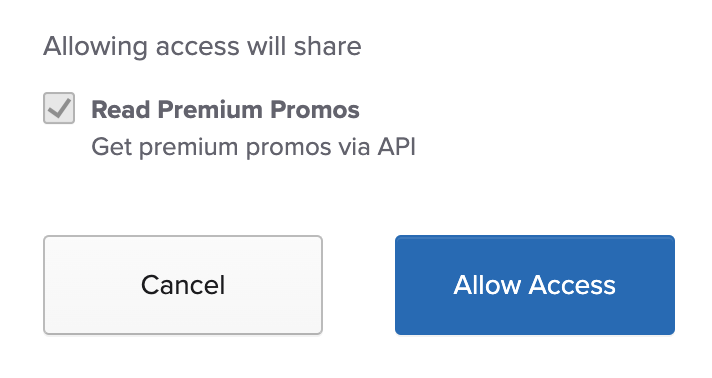 Allowing access will share
Read Premium Promos
Get premium promos via API
Cancel
Allow Access